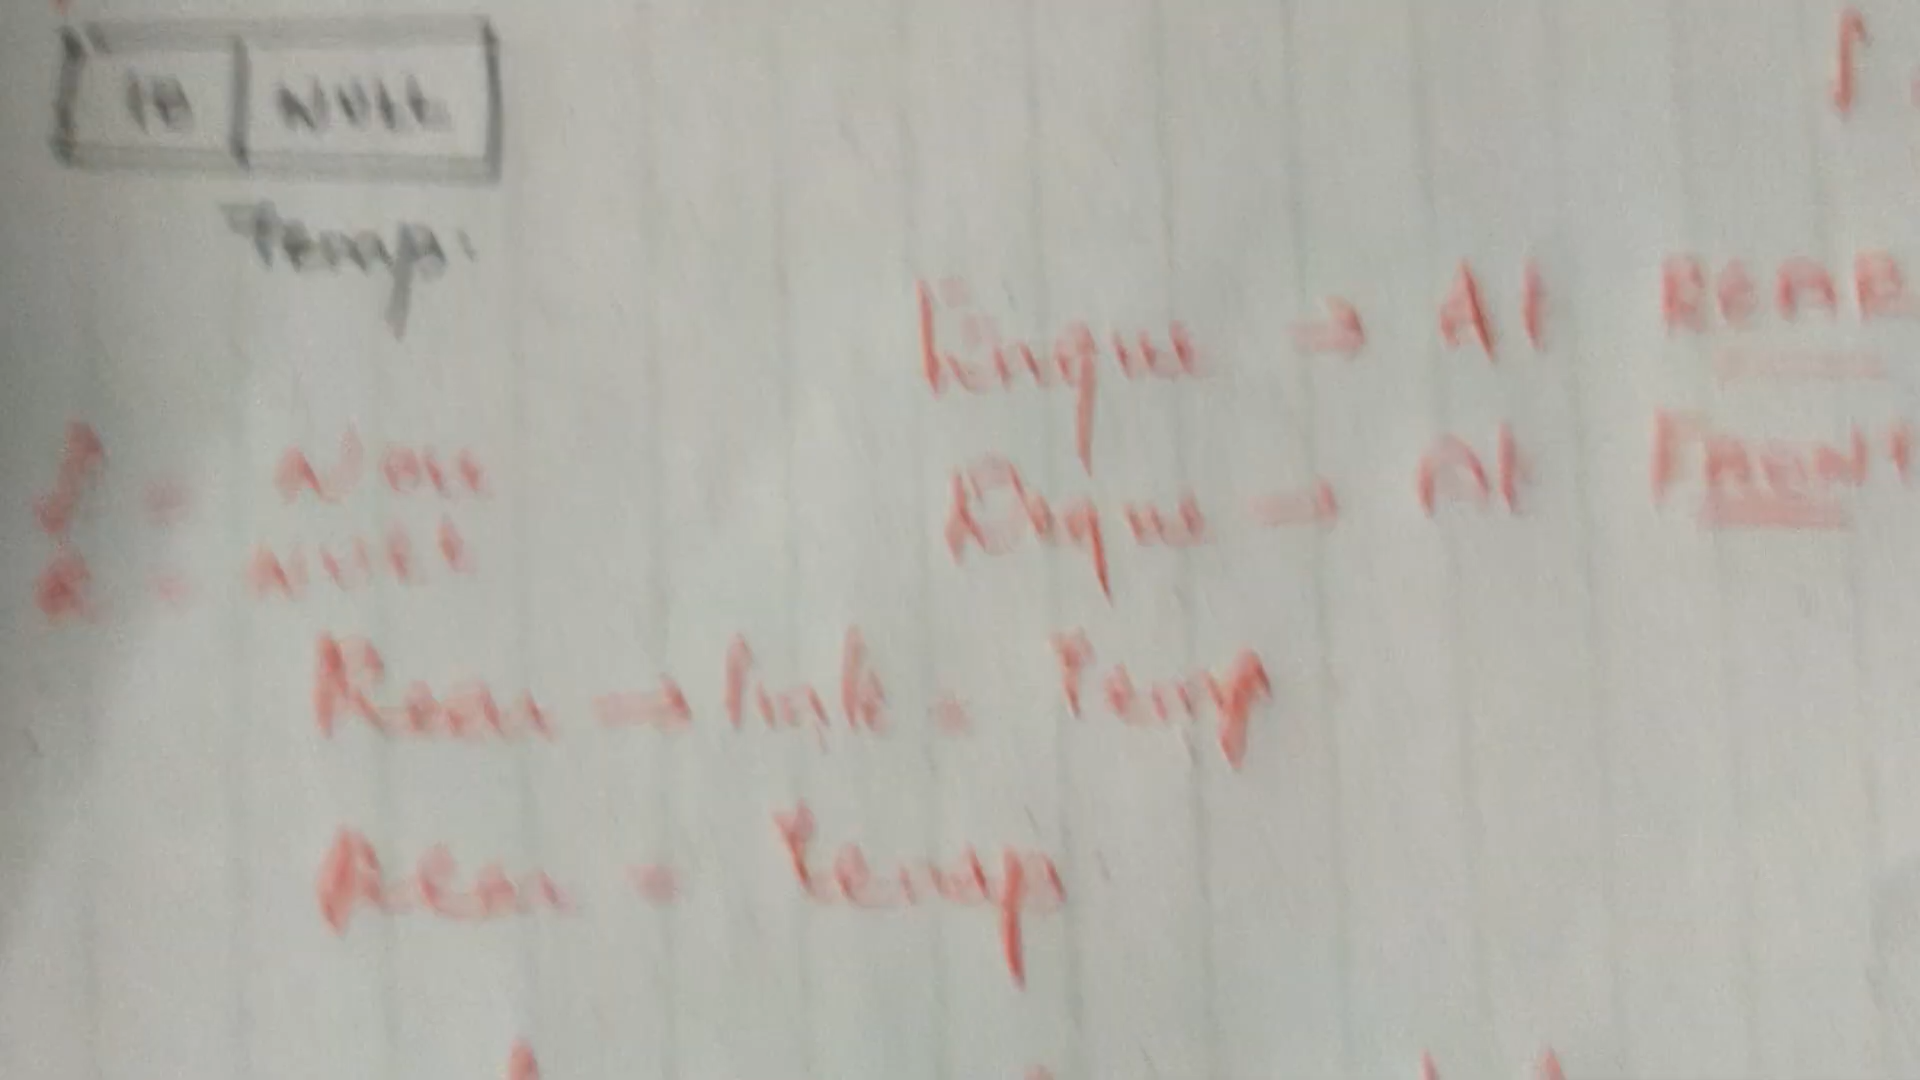 10 NULL
Temp.
Enque → At REAR
Deque → At FRONT
f = NULL
R = NULL
Rear → link = Temp
Rear = Temp